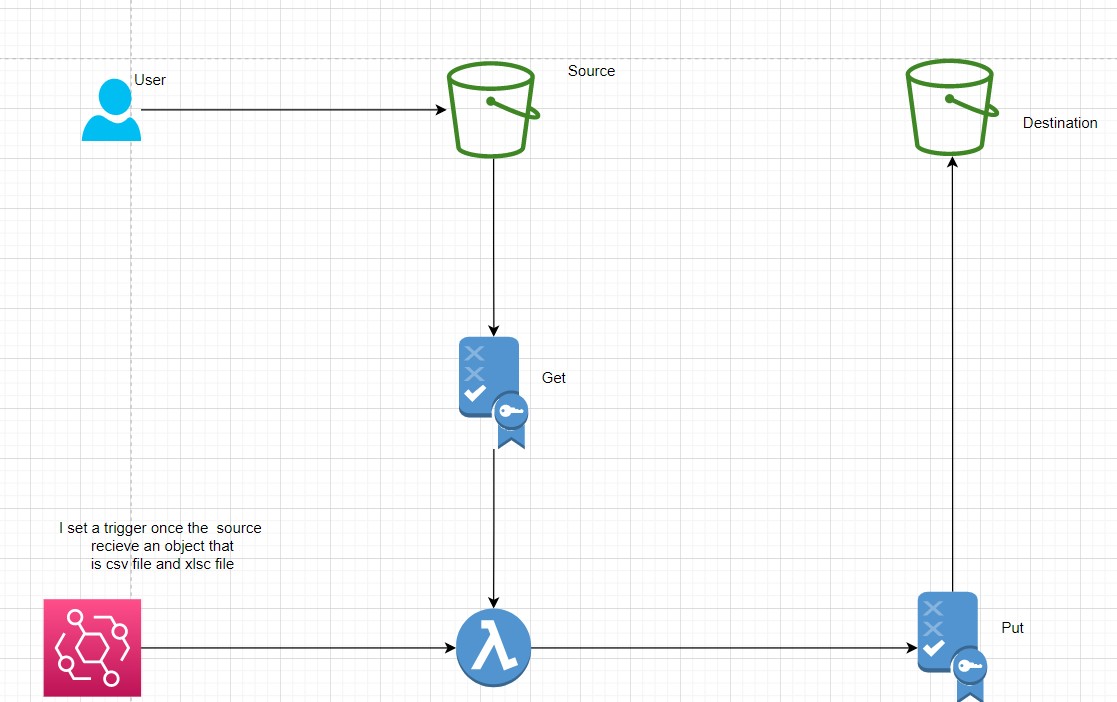 User
Source
Destination
Get
I set a trigger once the  source
recieve an object that
is csv file and xlsc file
Put